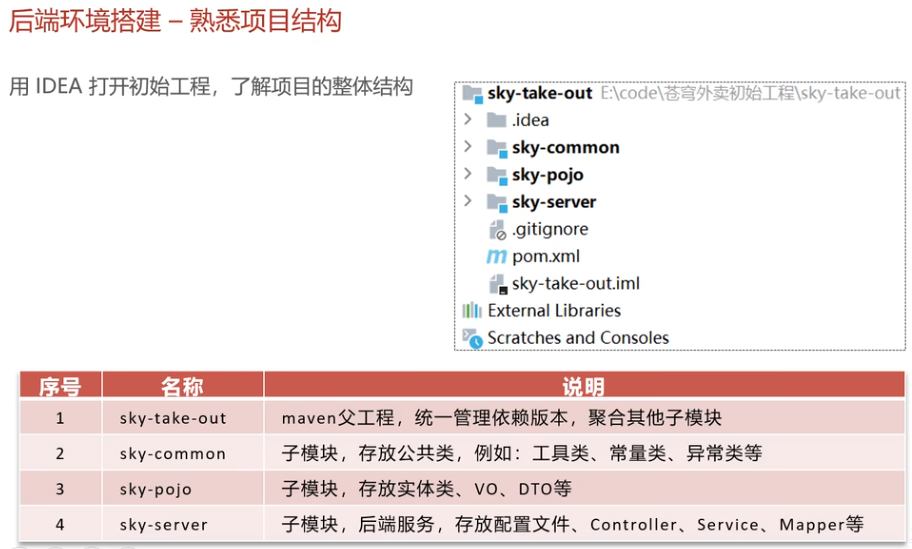 后端环境搭建 – 熟悉项目结构
用 IDEA 打开初始工程，了解项目的整体结构
sky-take-out E:\code\苍穹外卖初始工程\sky-take-out
.idea
sky-common
sky-pojo
sky-server
.gitignore
pom.xml
sky-take-out.iml
External Libraries
Scratches and Consoles
序号 名称 说明
1 sky-take-out maven父工程，统一管理依赖版本，聚合其他子模块
2 sky-common 子模块，存放公共类，例如：工具类、常量类、异常类等
3 sky-pojo 子模块，存放实体类、VO、DTO等
4 sky-server 子模块，后端服务，存放配置文件、Controller、Service、Mapper等